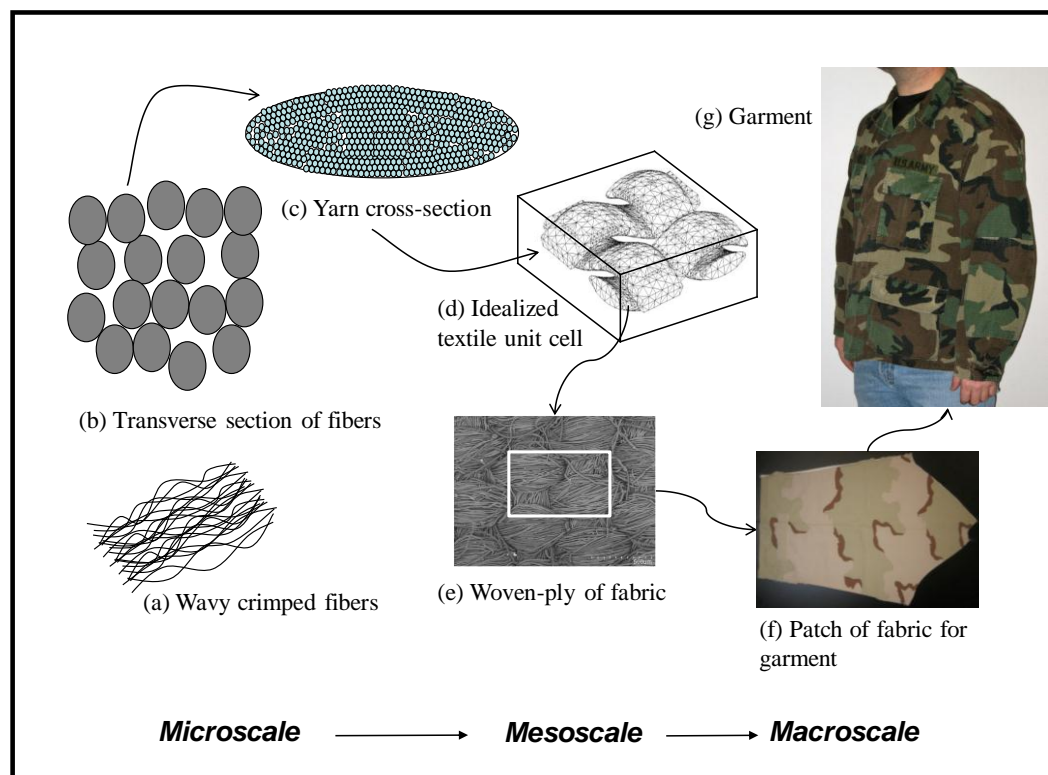 (g) Garment
U.S. ARMY
(c) Yarn cross-section
(d) Idealized
textile unit cell
(b) Transverse section of fibers
(a) Wavy crimped fibers
(e) Woven-ply of fabric
(f) Patch of fabric for
garment
Microscale
Mesoscale
Macroscale